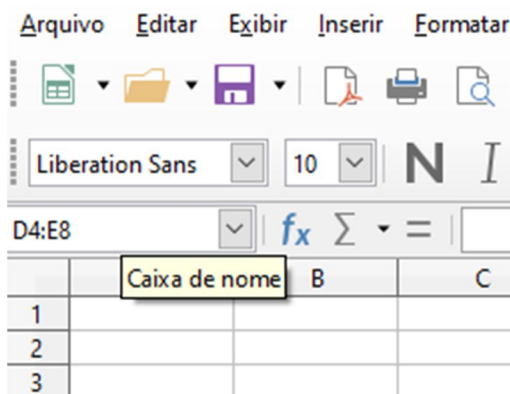 Arquivo Editar Exibir Inserir Formatar
Liberation Sans 10 N I
D4:E8 fx Σ =
Caixa de nome B C
1
2
3